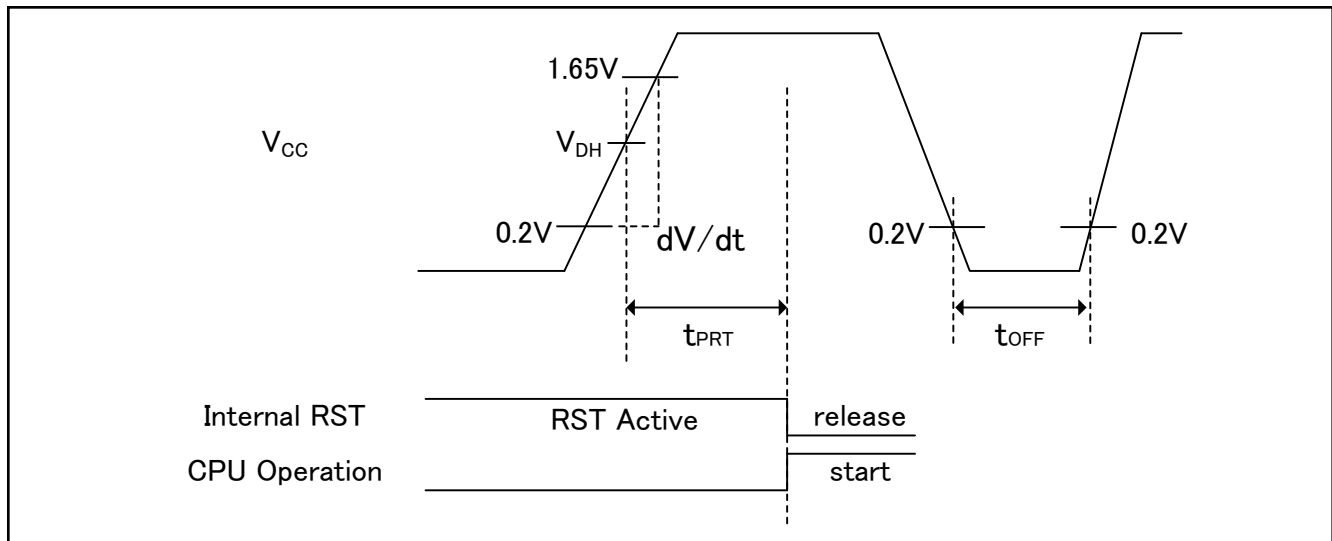 1.65V
VCC
VDH
0.2V
dV/dt
0.2V
0.2V
tPRT
tOFF
Internal RST
RST Active
release
CPU Operation
start